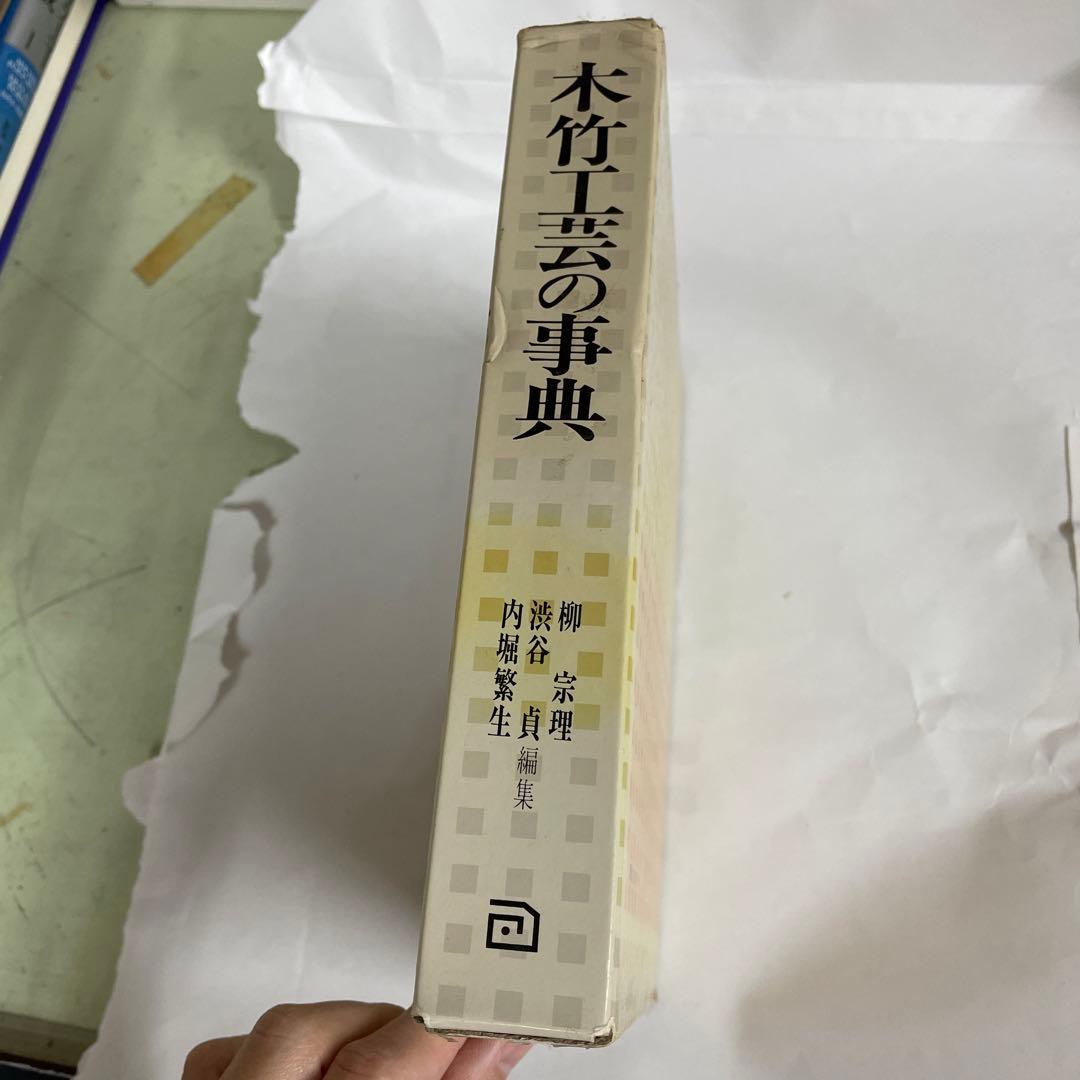 木竹工芸の事典
柳 宗理
渋谷 貞
内堀繁生
編集